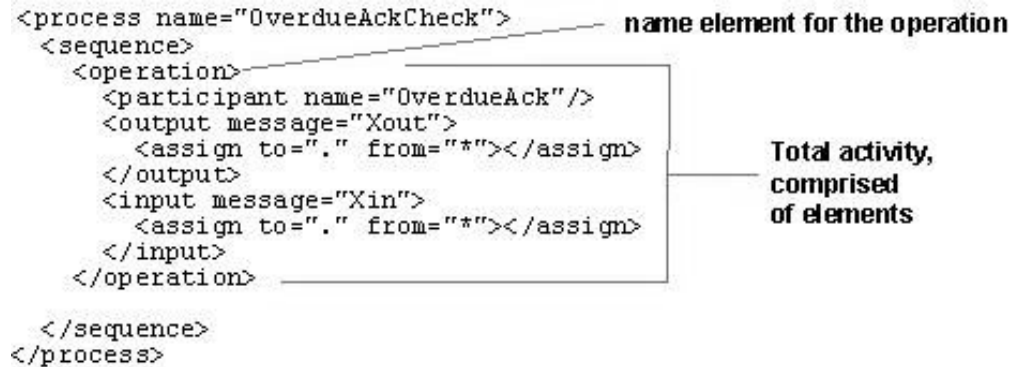 <process name="OverdueAckCheck">
name element for the operation
<sequence>
<operation>
<participant name="OverdueAck"/>
<output message="Xout">
<assign to="." from="*"></assign>
</output>
<input message="Xin">
<assign to="." from="*"></assign>
</input>
</operation>
</sequence>
</process>
Total activity,
comprised
of elements